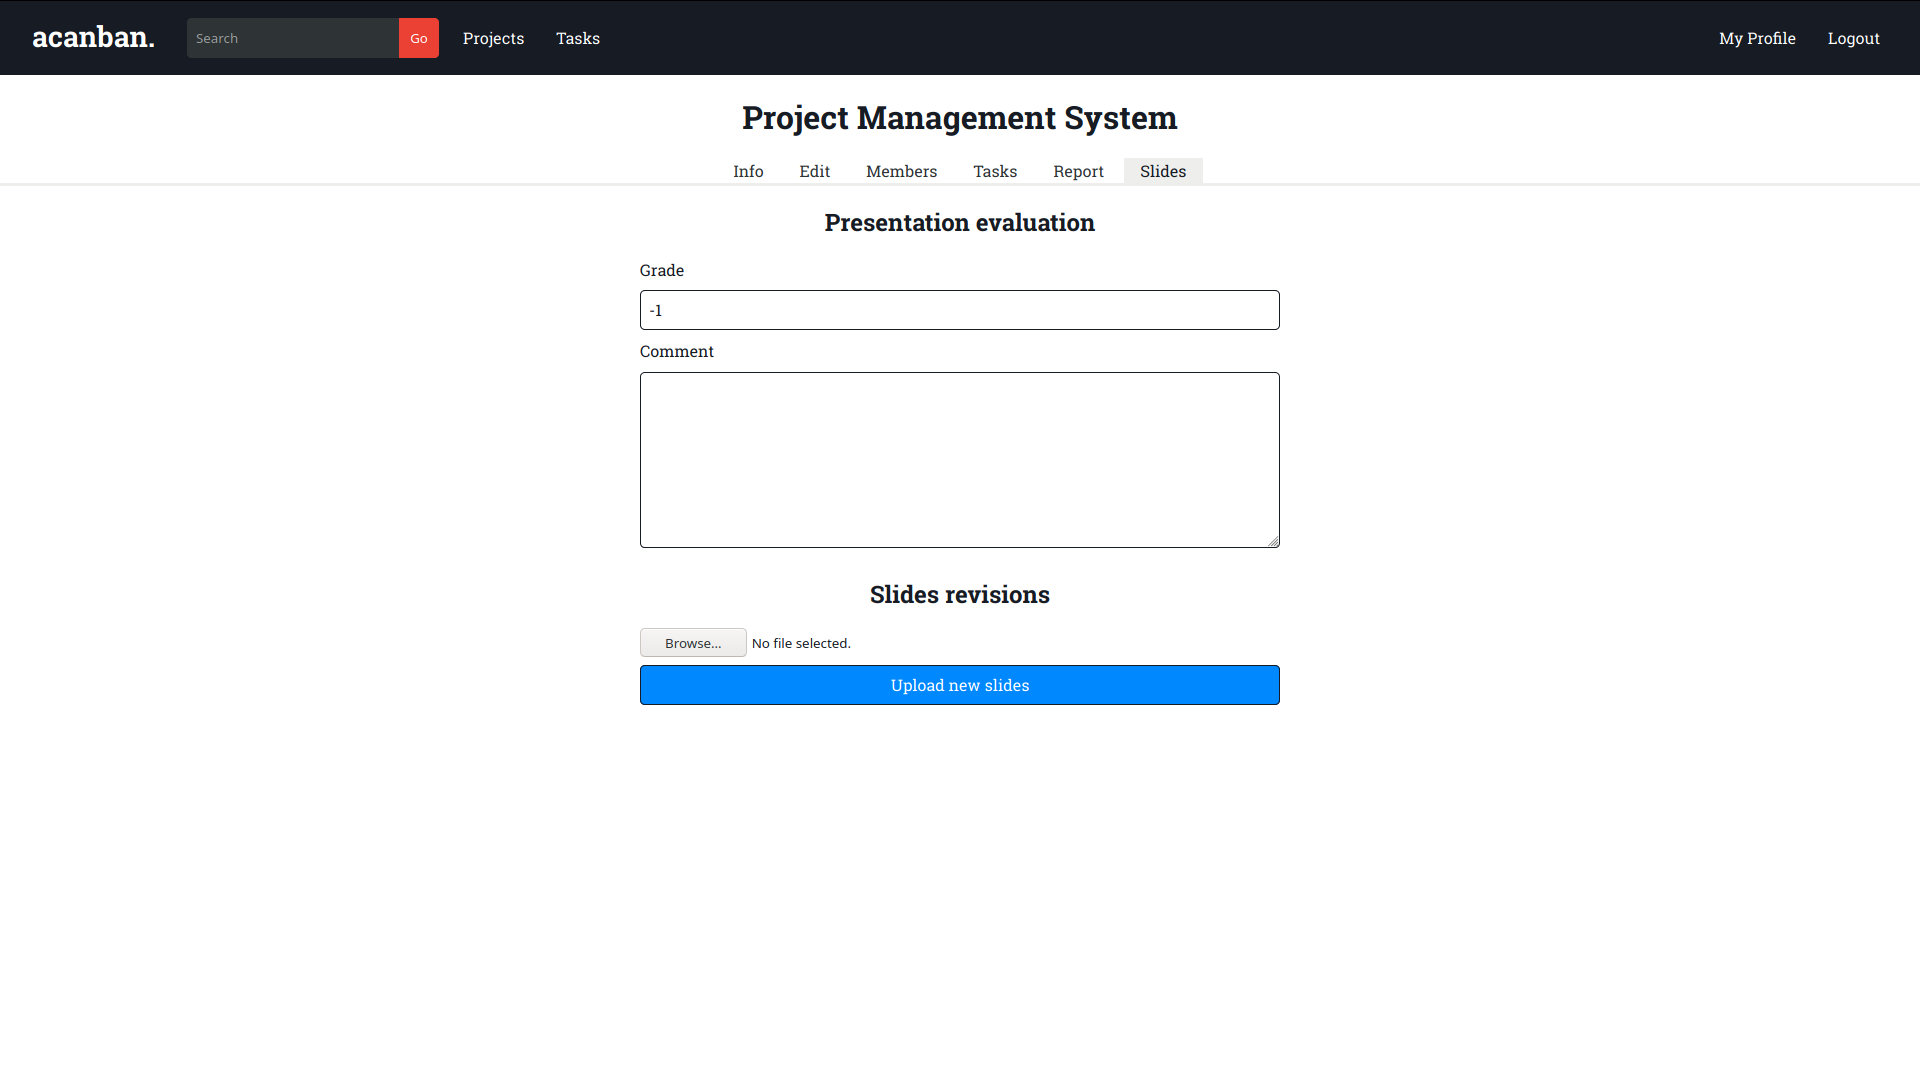 acanban. Search Go Projects Tasks My Profile Logout
Project Management System
Info Edit Members Tasks Report Slides
Presentation evaluation
Grade
-1
Comment
Slides revisions
Browse... No file selected.
Upload new slides